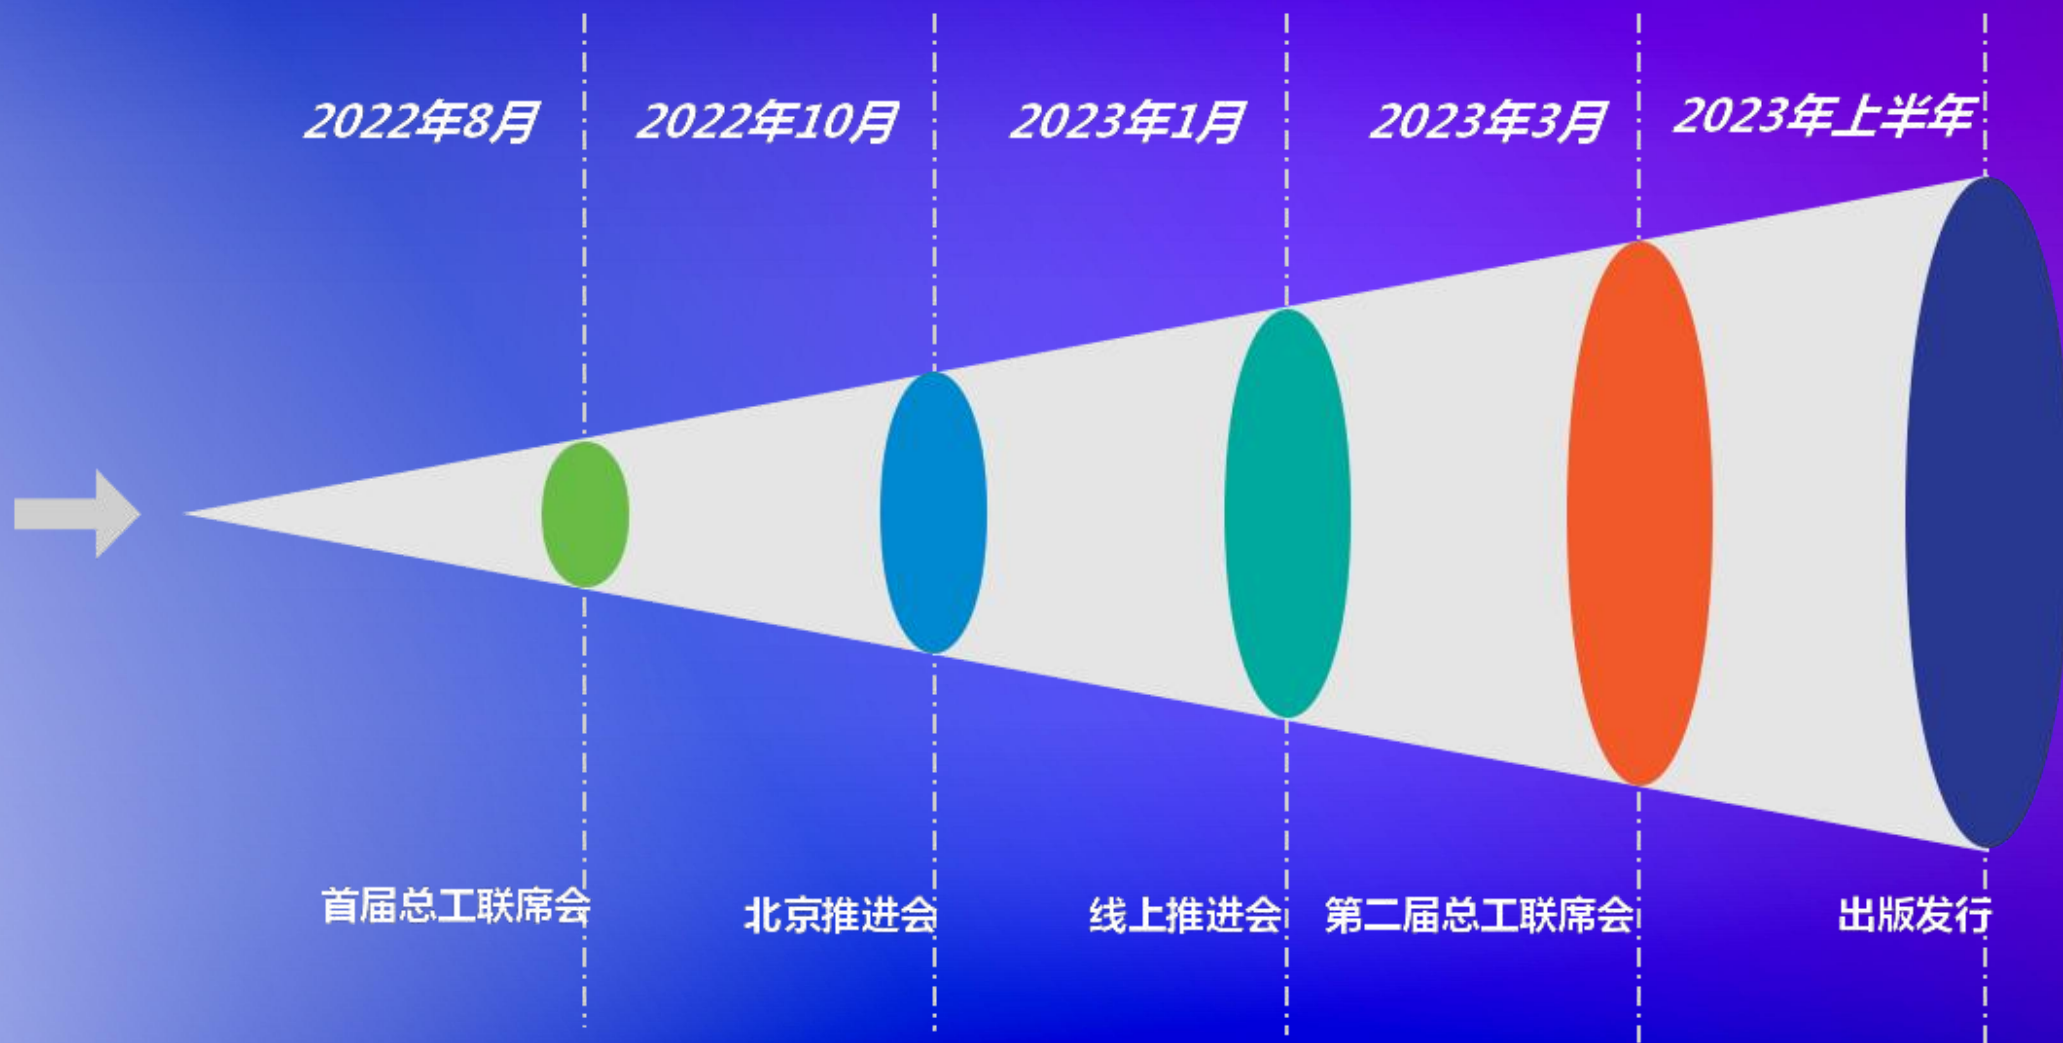 2022年8月
2022年10月
2023年1月
2023年3月
2023年上半年
首届总工联席会
北京推进会
线上推进会
第二届总工联席会
出版发行